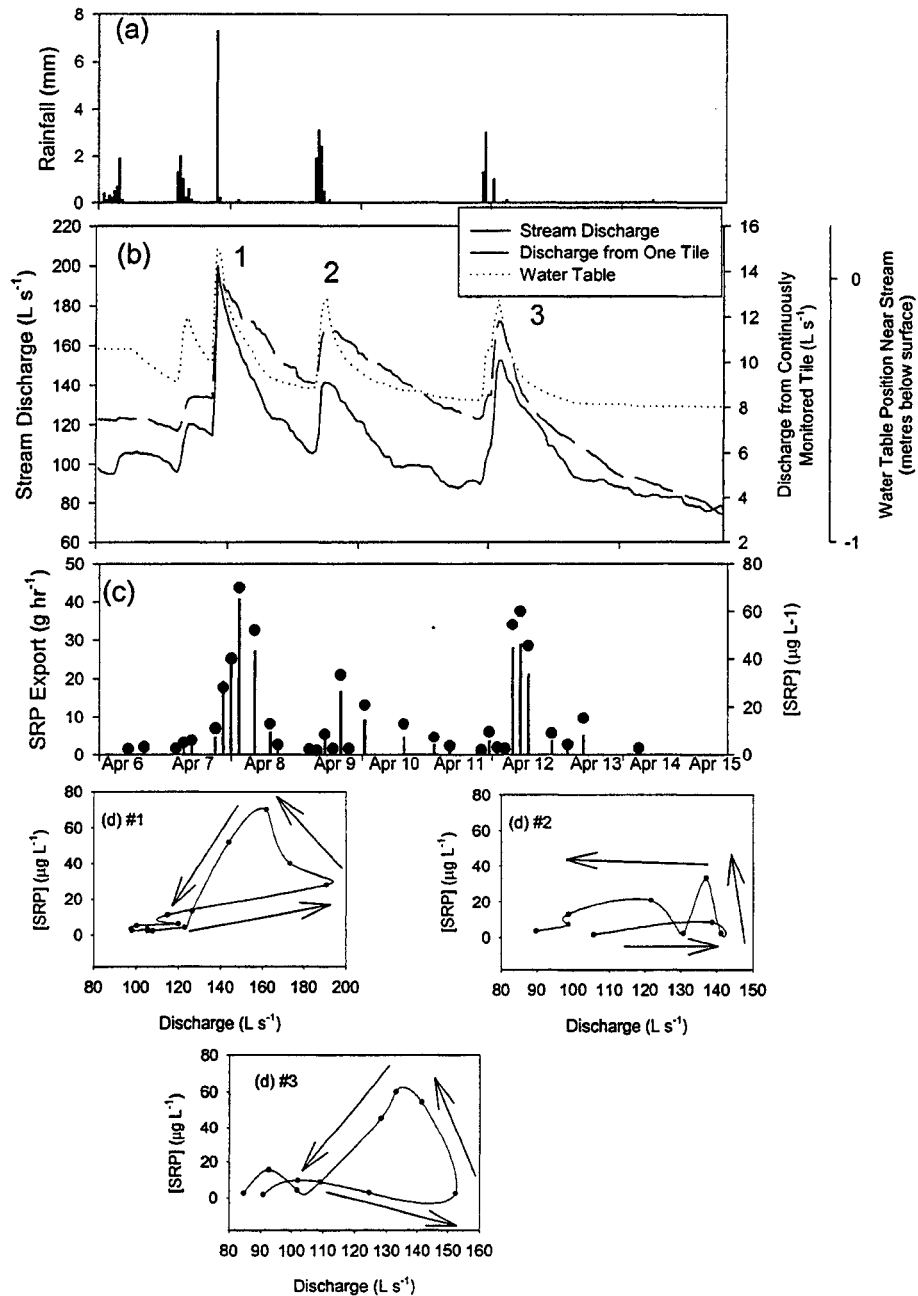 (a)
Rainfall (mm)
8
6
4
2
0
(b)
Stream Discharge (L s-1)
220
200
180
160
140
120
100
80
60
1
2
3
Stream Discharge
Discharge from One Tile
Water Table
16
14
12
10
8
6
4
2
Discharge from Continuously
Monitored Tile (L s-1)
0
-1
Water Table Position Near Stream
(metres below surface)
(c)
SRP Export (g hr-1)
50
40
30
20
10
0
80
60
40
20
0
[SRP] (µg L-1)
Apr 6 Apr 7 Apr 8 Apr 9 Apr 10 Apr 11 Apr 12 Apr 13 Apr 14 Apr 15
(d) #1
[SRP] (µg L-1)
80
60
40
20
0
80 100 120 140 160 180 200
Discharge (L s-1)
(d) #2
[SRP] (µg L-1)
80
60
40
20
0
80 90 100 110 120 130 140 150
Discharge (L s-1)
(d) #3
[SRP] (µg L-1)
80
60
40
20
0
80 90 100 110 120 130 140 150 160
Discharge (L s-1)